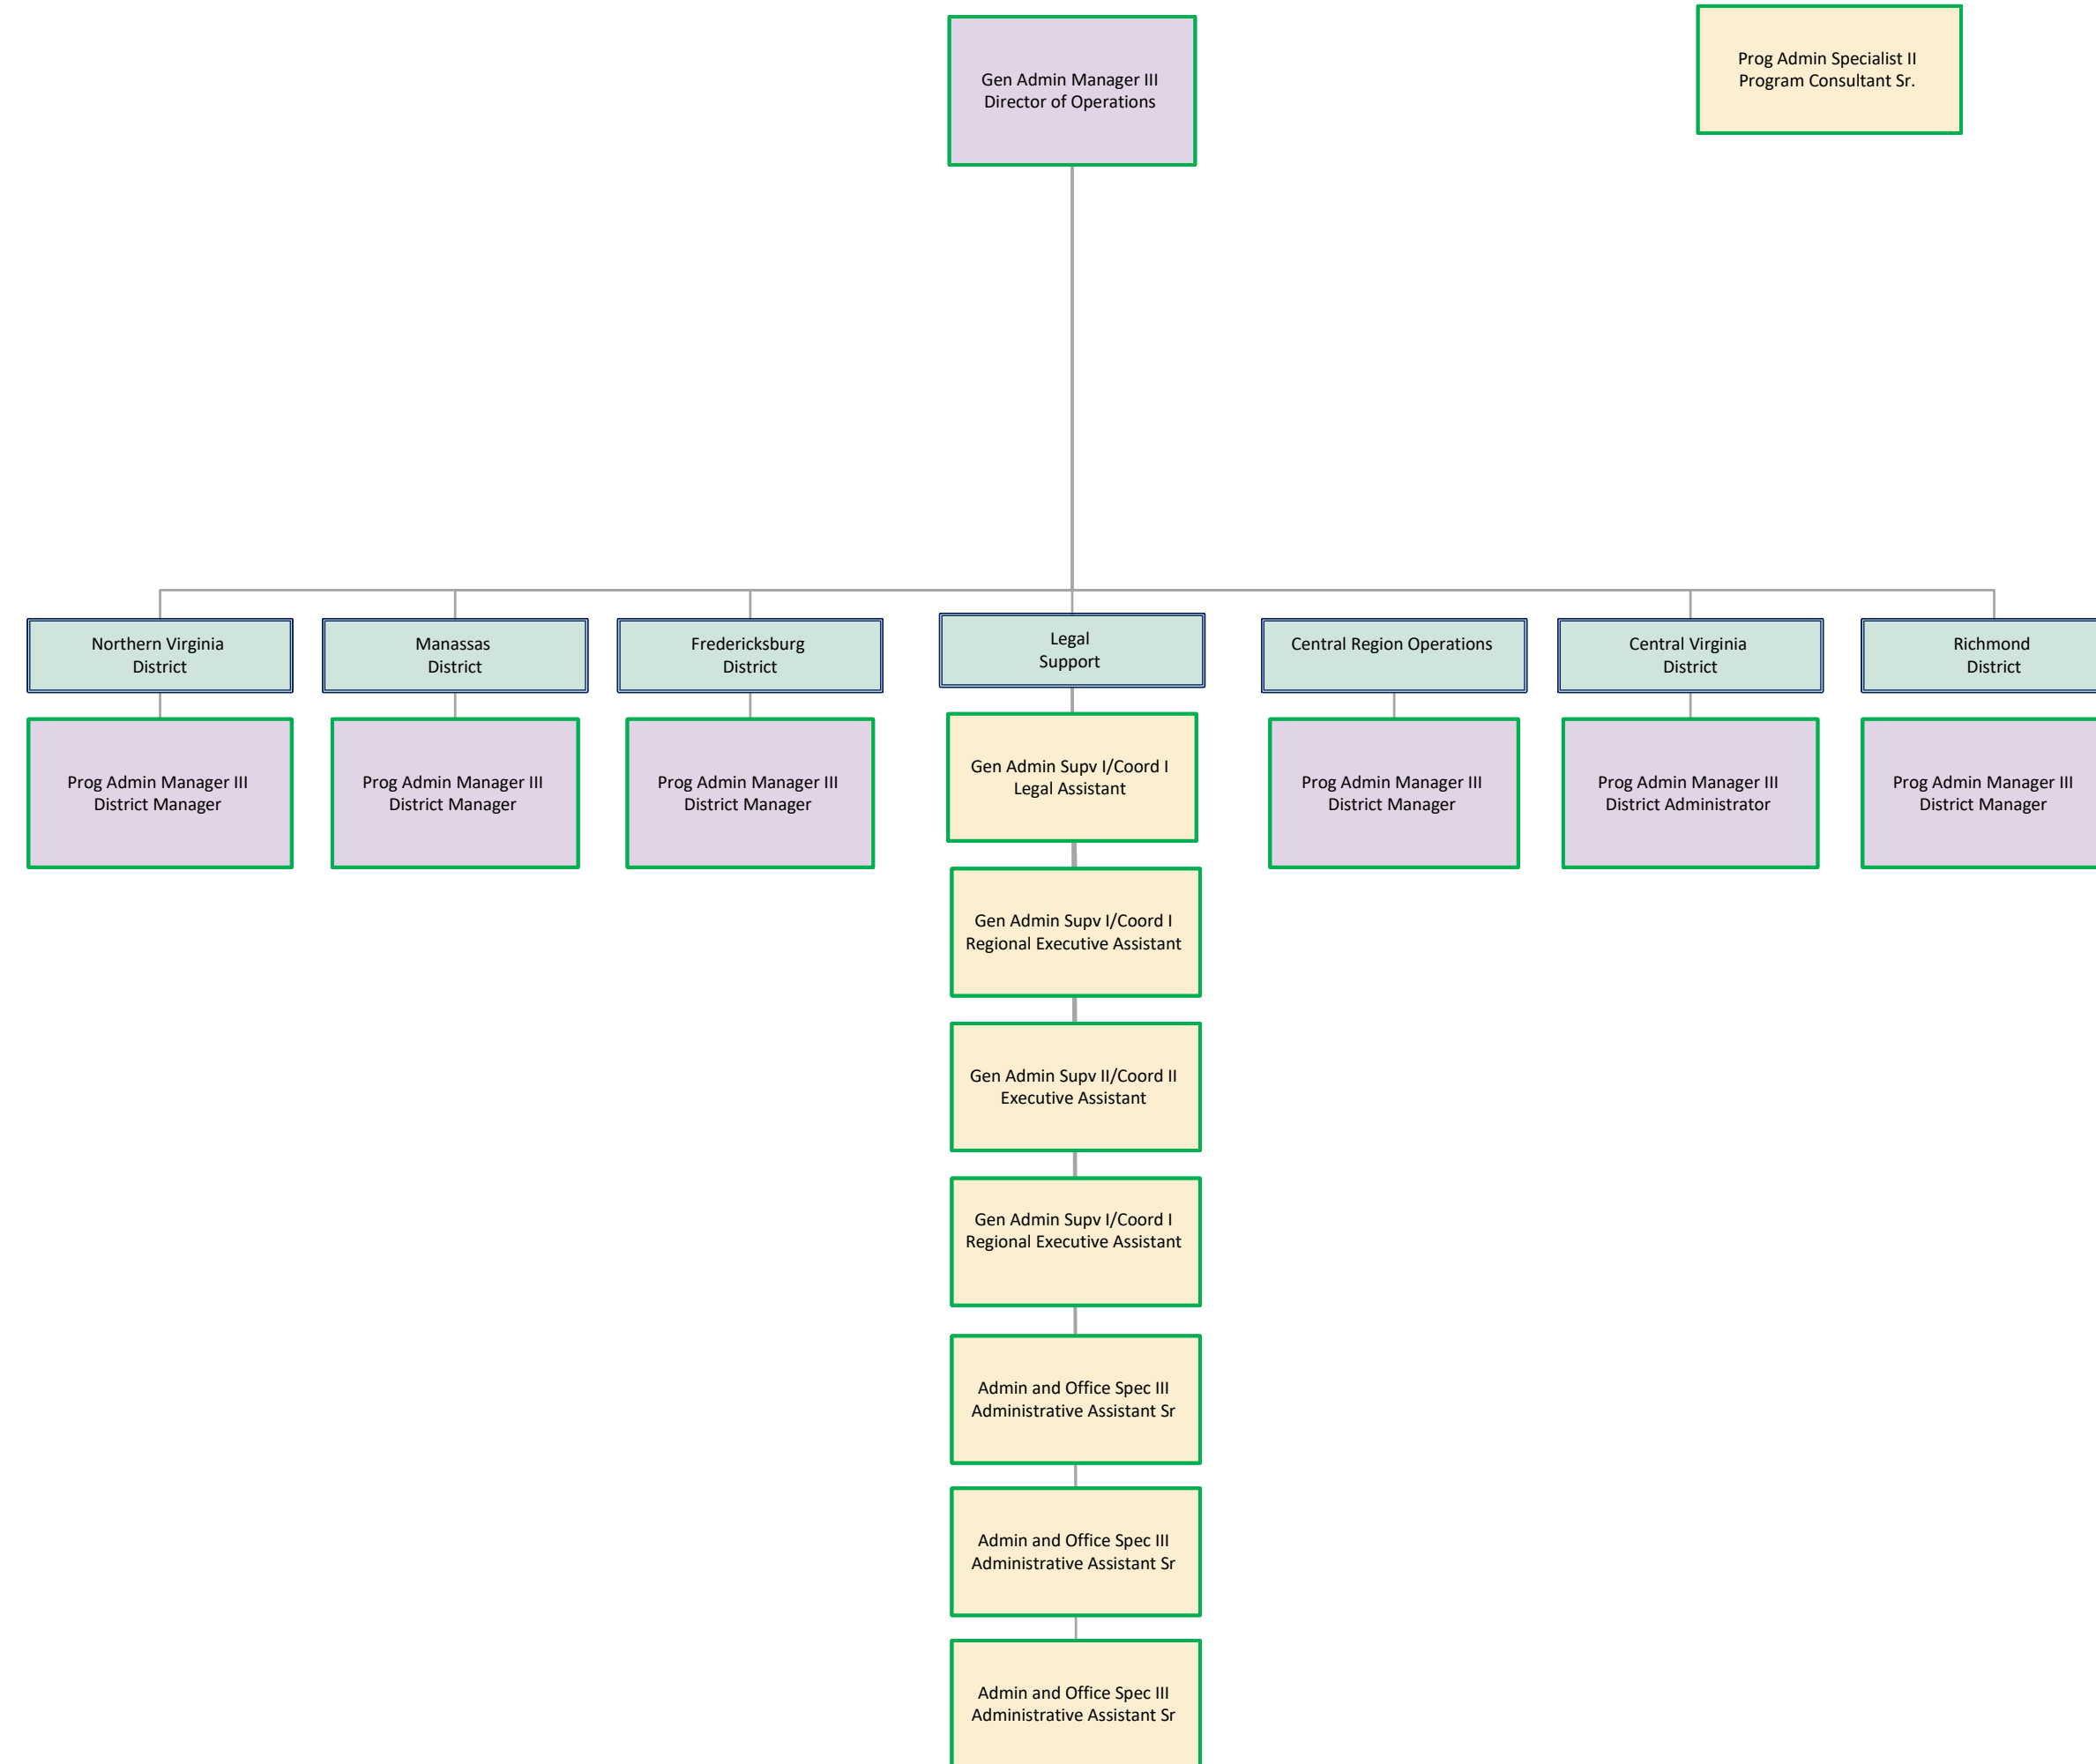 Gen Admin Manager III
Director of Operations
Prog Admin Specialist II
Program Consultant Sr.
Northern Virginia
District
Manassas
District
Fredericksburg
District
Legal
Support
Central Region Operations
Central Virginia
District
Richmond
District
Prog Admin Manager III
District Manager
Prog Admin Manager III
District Manager
Prog Admin Manager III
District Manager
Gen Admin Supv I/Coord I
Legal Assistant
Prog Admin Manager III
District Manager
Prog Admin Manager III
District Administrator
Prog Admin Manager III
District Manager
Gen Admin Supv I/Coord I
Regional Executive Assistant
Gen Admin Supv II/Coord II
Executive Assistant
Gen Admin Supv I/Coord I
Regional Executive Assistant
Admin and Office Spec III
Administrative Assistant Sr
Admin and Office Spec III
Administrative Assistant Sr
Admin and Office Spec III
Administrative Assistant Sr